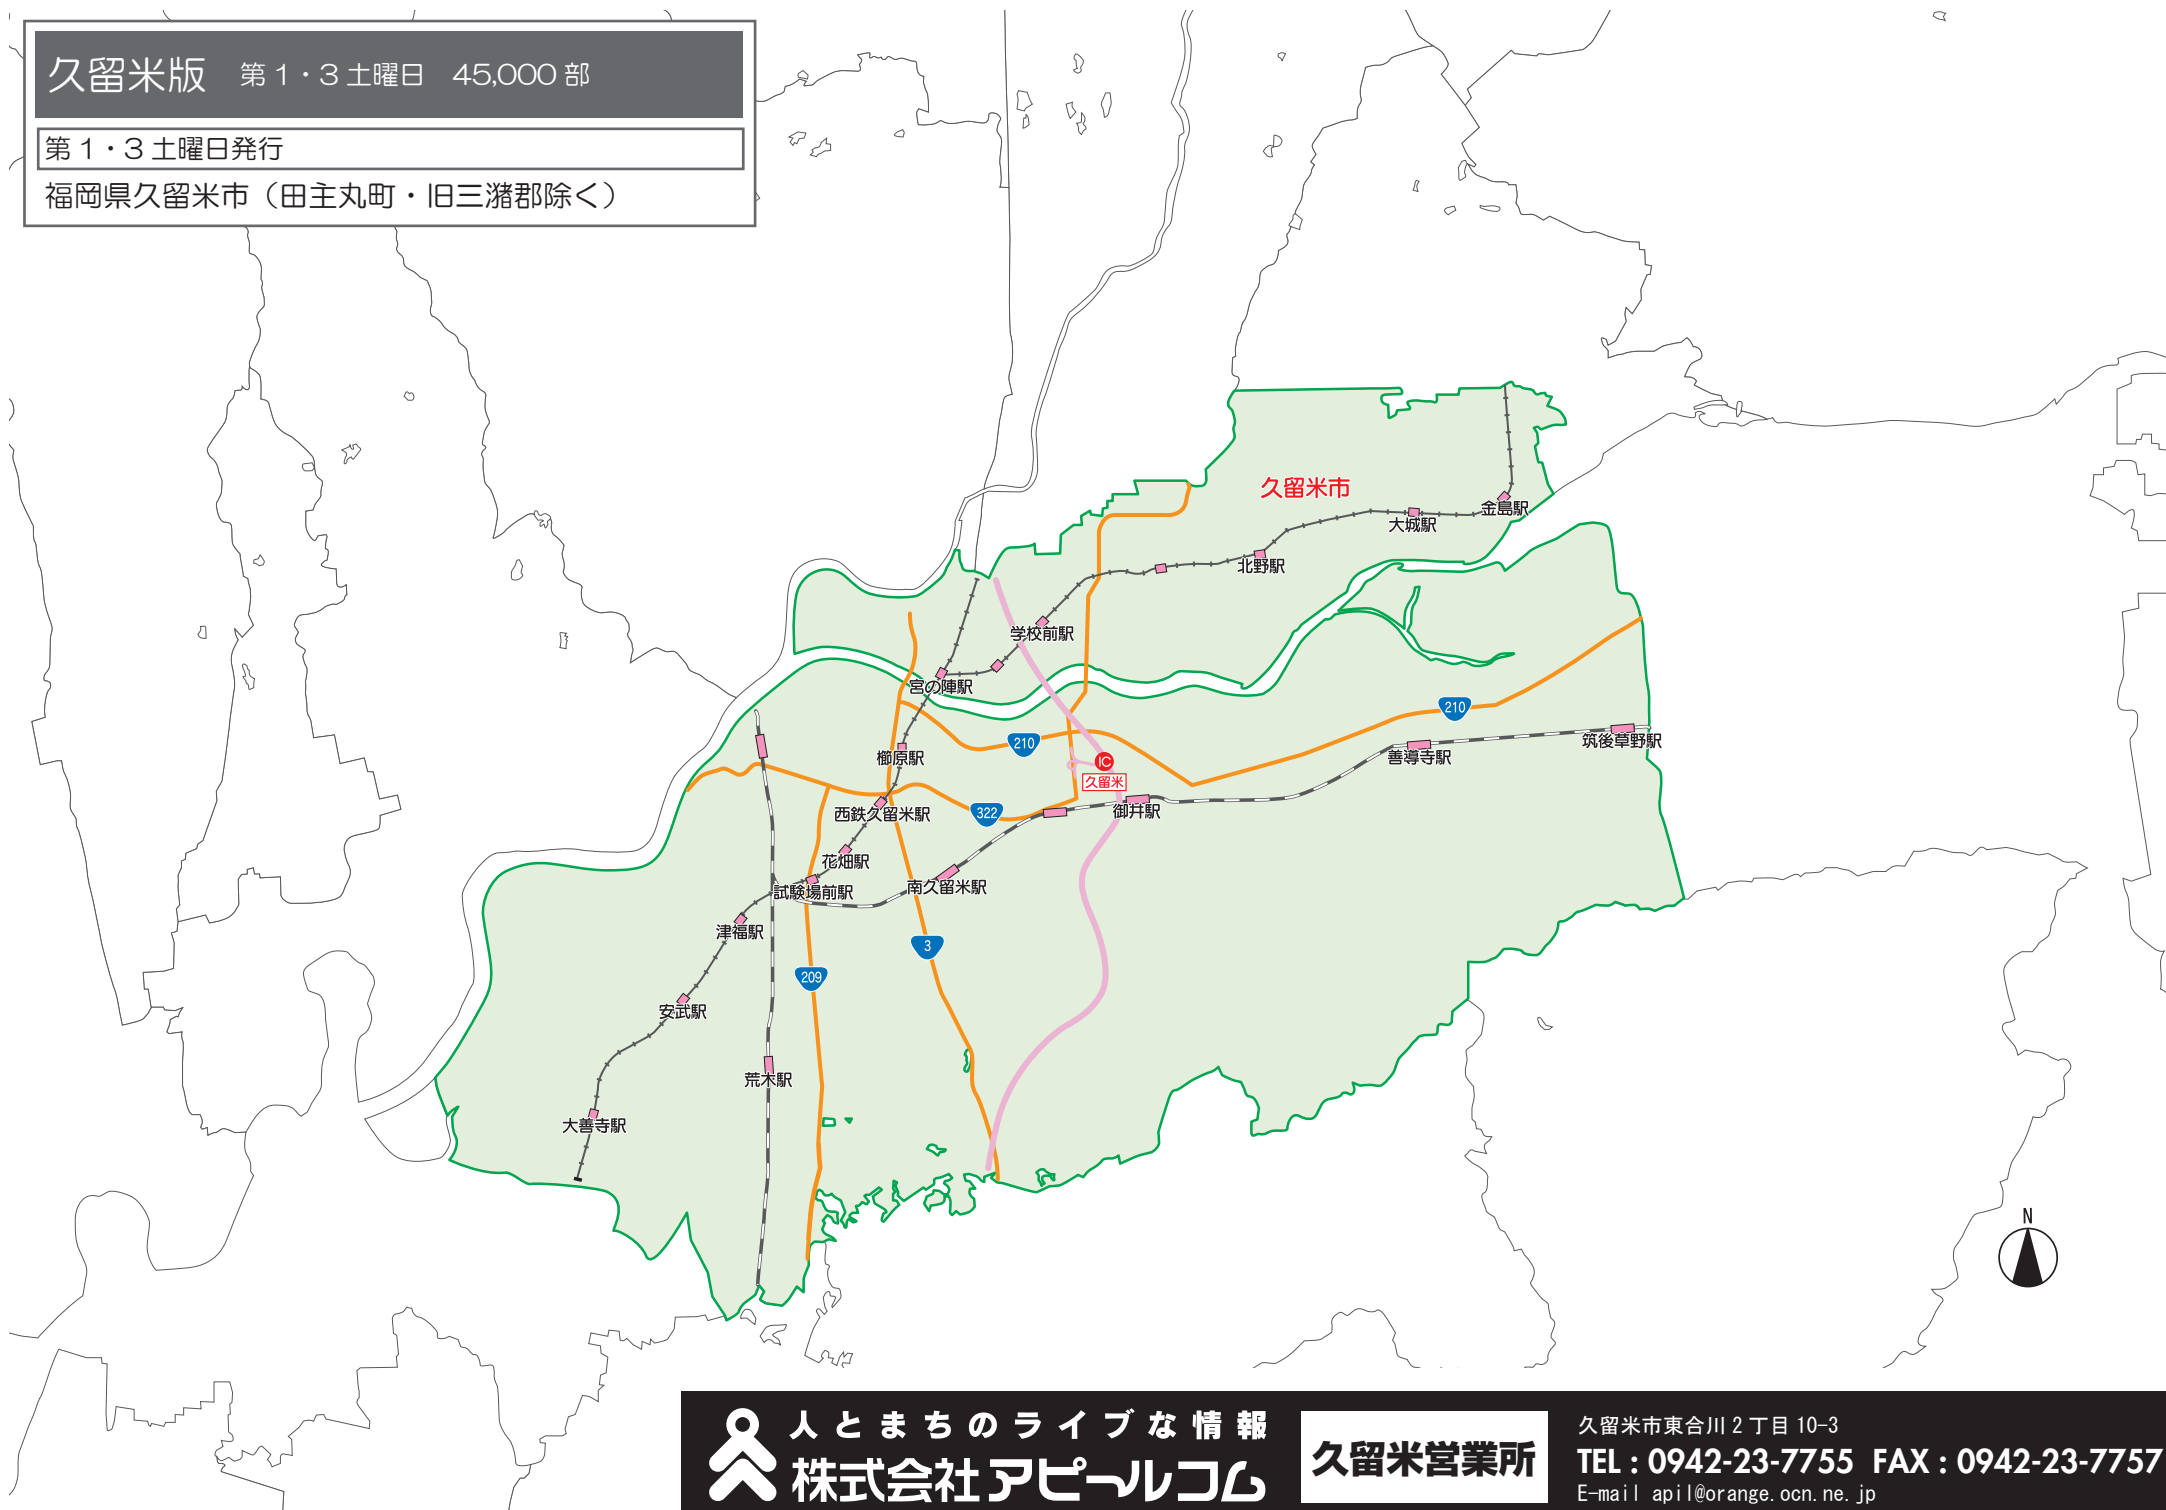 久留米版 第1・3土曜日 45,000部
第1・3土曜日発行
福岡県久留米市（田主丸町・旧三潴郡除く）
久留米市
金島駅
大城駅
北野駅
学校前駅
宮の陣駅
210
210
筑後草野駅
善導寺駅
櫛原駅
IC
久留米
御井駅
322
西鉄久留米駅
花畑駅
試験場前駅
南久留米駅
津福駅
3
209
安武駅
荒木駅
大善寺駅
N
人とまちのライブな情報
株式会社アピールコム
久留米営業所
久留米市東合川2丁目10-3
TEL : 0942-23-7755 FAX : 0942-23-7757
E-mail apil@orange.ocn.ne.jp